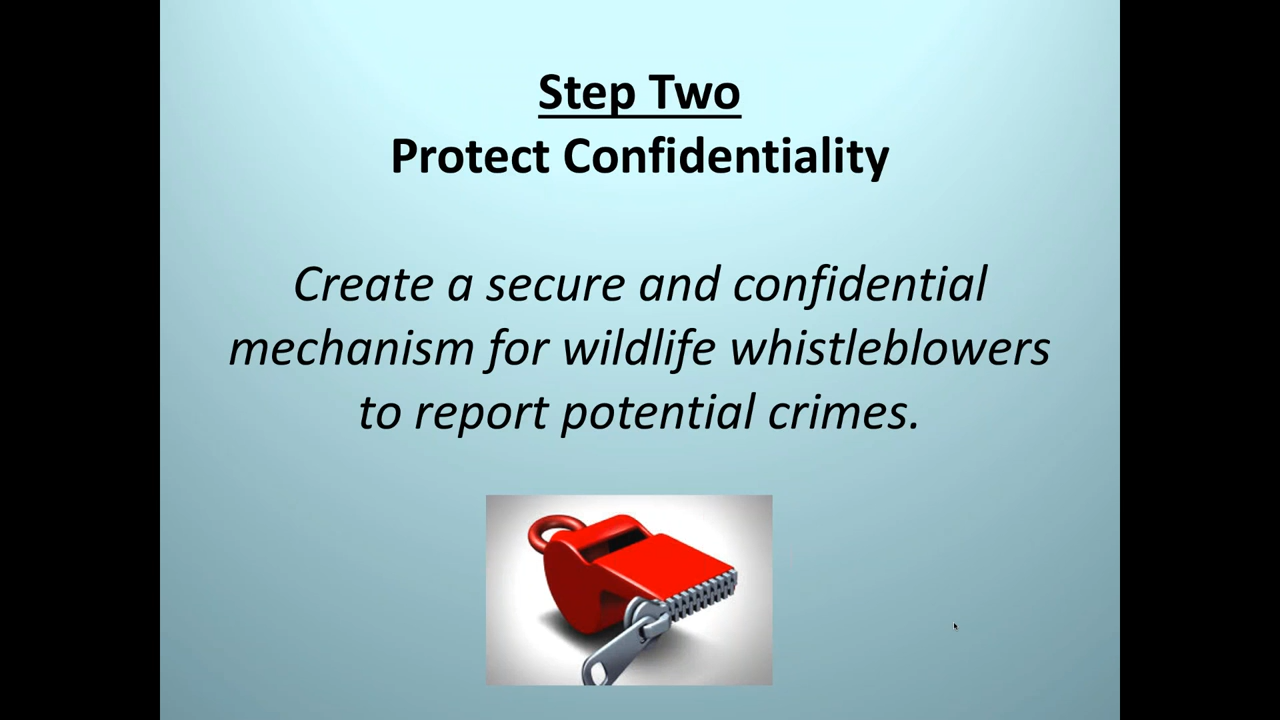 Step Two
Protect Confidentiality
Create a secure and confidential
mechanism for wildlife whistleblowers
to report potential crimes.